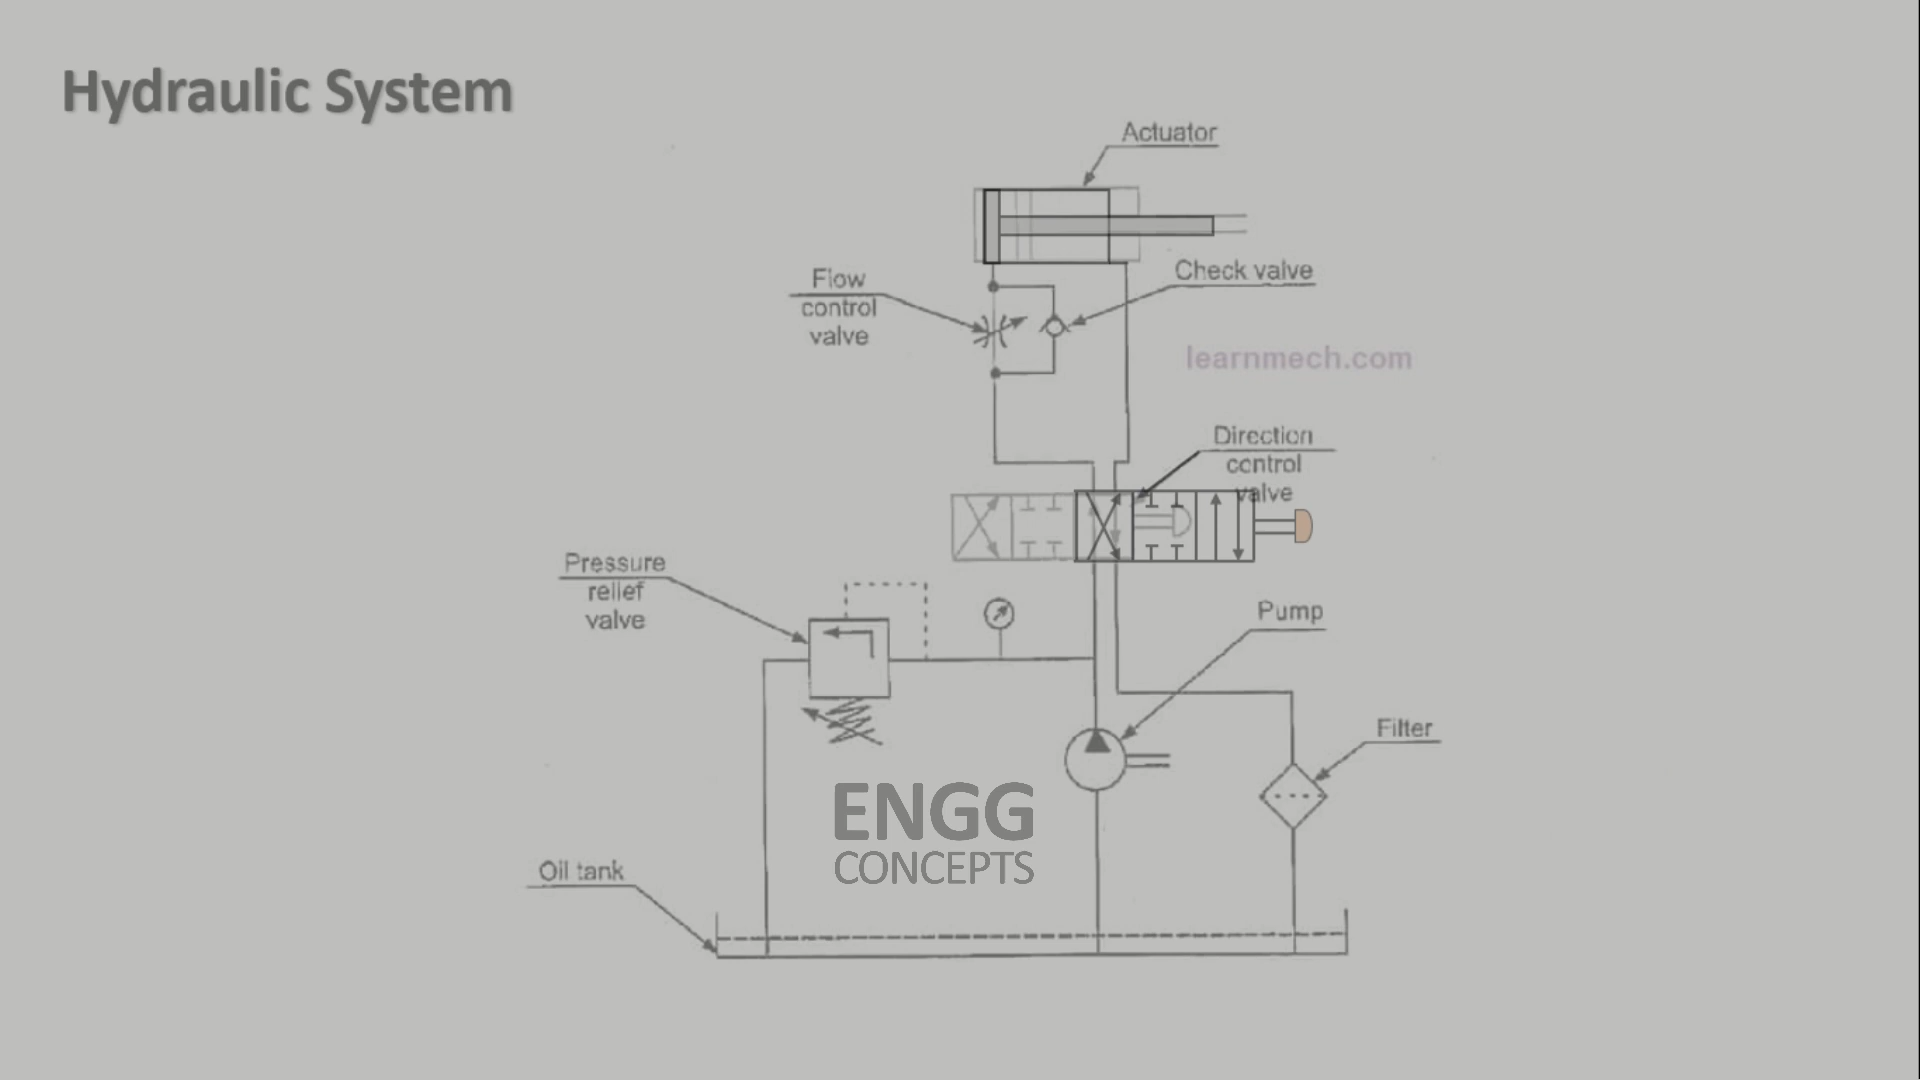 Hydraulic System
Actuator
Flow
control
valve
Check valve
learnmech.com
Direction
control
valve
Pressure
relief
valve
Pump
Filter
ENGG
CONCEPTS
Oil tank